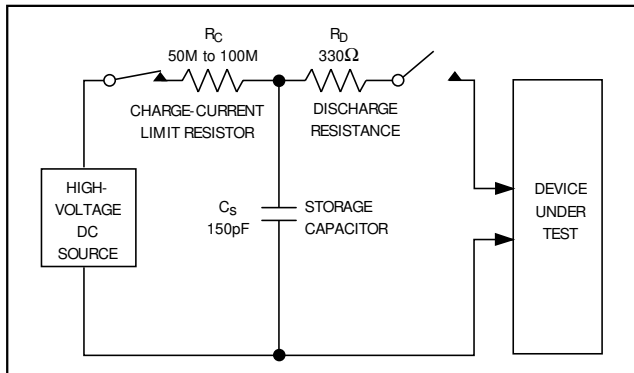 R_C
50M to 100M
CHARGE-CURRENT
LIMIT RESISTOR
R_D
330Ω
DISCHARGE
RESISTANCE
HIGH-
VOLTAGE
DC
SOURCE
C_S
150pF
STORAGE
CAPACITOR
DEVICE
UNDER
TEST